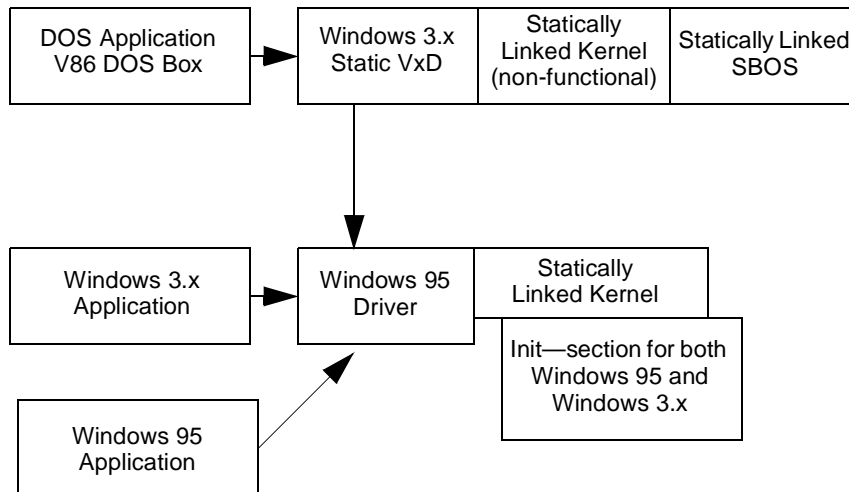 DOS Application
V86 DOS Box
Windows 3.x
Static VxD
Statically
Linked Kernel
(non-functional)
Statically Linked
SBOS
Windows 3.x
Application
Windows 95
Driver
Statically
Linked Kernel
Init—section for both
Windows 95 and
Windows 3.x
Windows 95
Application